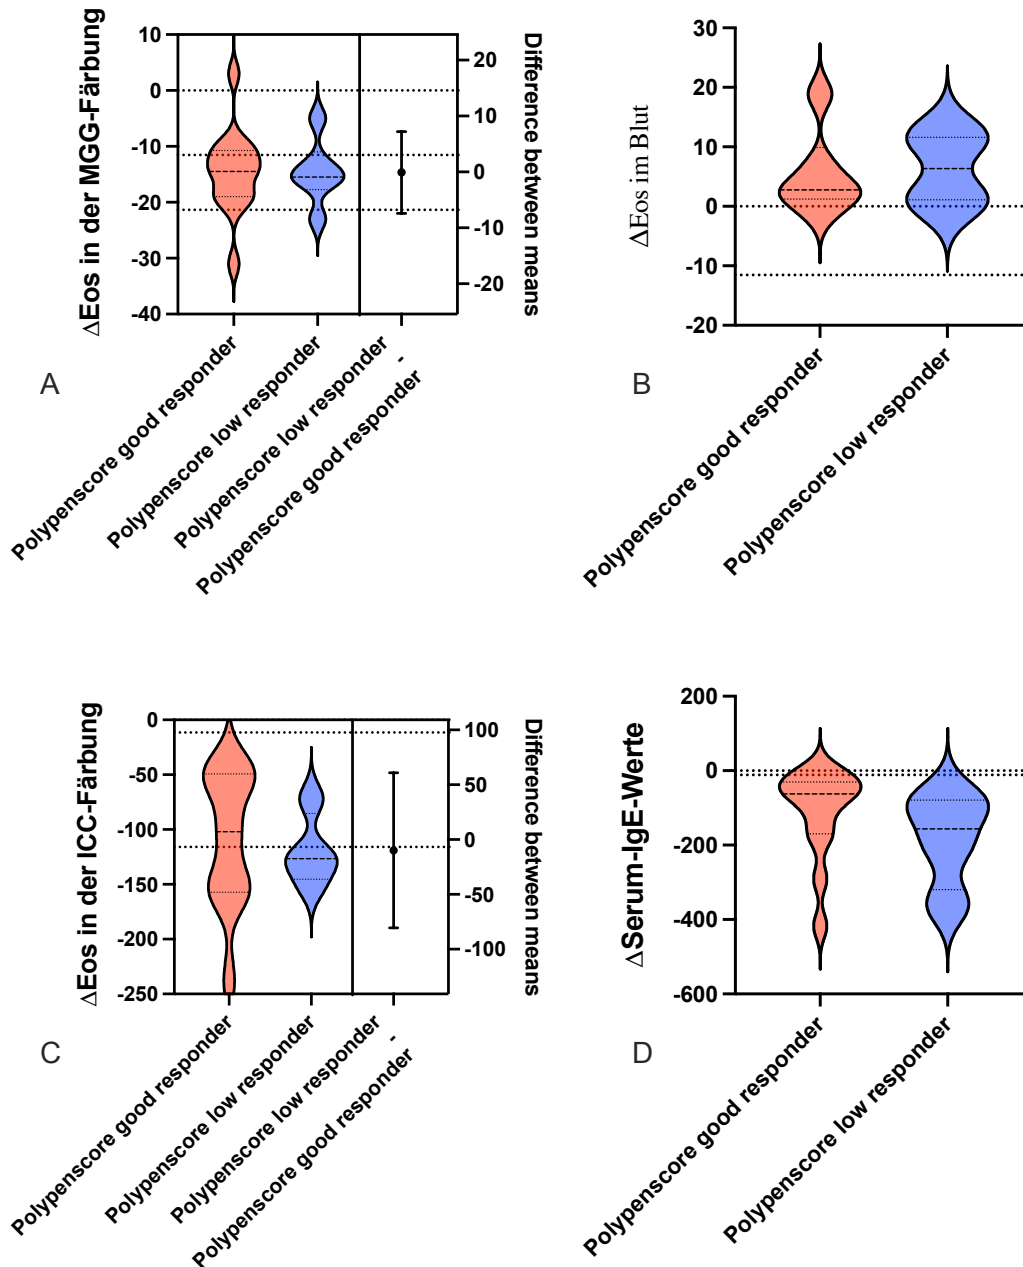 ΔEos in der MGG-Färbung
10
0
-10
-20
-30
-40
20
10
0
-10
-20
Difference between means
Polypenscore good responder
Polypenscore low responder
Polypenscore low responder
-
Polypenscore good responder
A
ΔEos im Blut
30
20
10
0
-10
-20
Polypenscore good responder
Polypenscore low responder
B
ΔEos in der ICC-Färbung
0
-50
-100
-150
-200
-250
100
50
0
-50
-100
Difference between means
Polypenscore good responder
Polypenscore low responder
Polypenscore low responder
-
Polypenscore good responder
C
ΔSerum-IgE-Werte
200
0
-200
-400
-600
Polypenscore good responder
Polypenscore low responder
D